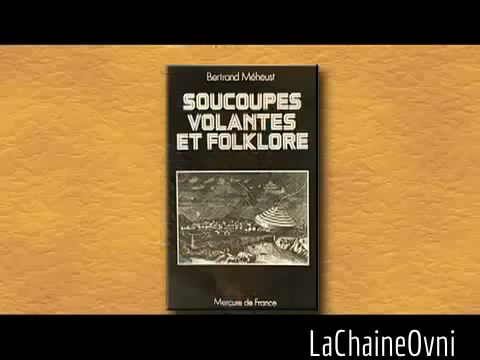 Bertrand Méheust
SOUCOUPES
VOLANTES
ET FOLKLORE
Mercure de France
LaChaineOvni